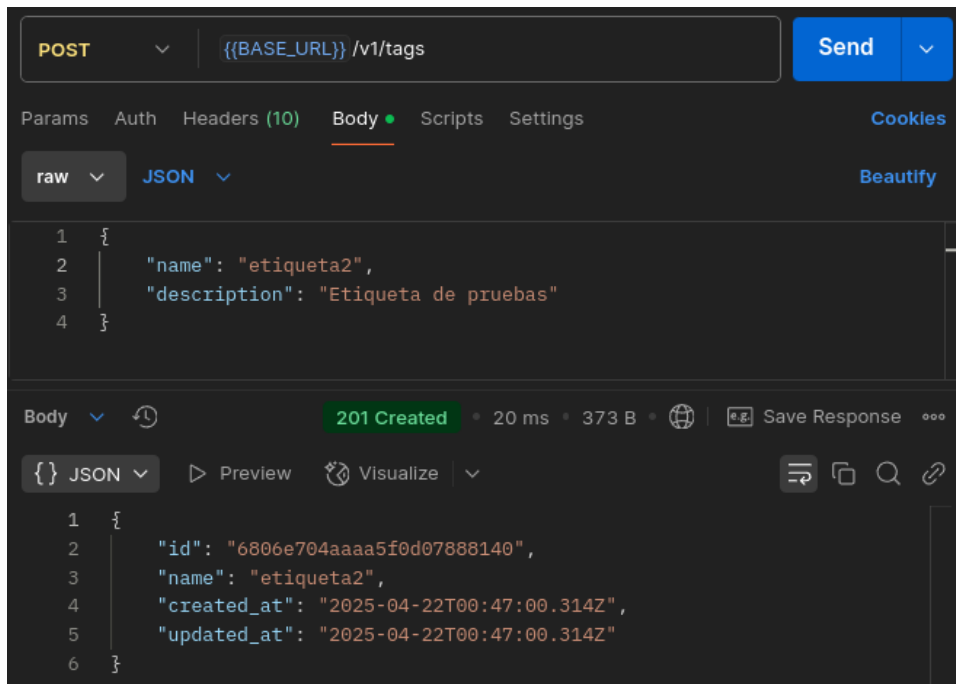 POST {{BASE_URL}} /v1/tags Send
Params Auth Headers (10) Body Scripts Settings Cookies
raw JSON Beautify
1 {
2 "name": "etiqueta2",
3 "description": "Etiqueta de pruebas"
4 }
Body 201 Created 20 ms 373 B e.g. Save Response
{} JSON Preview Visualize
1 {
2 "id": "6806e704aaaa5f0d07888140",
3 "name": "etiqueta2",
4 "created_at": "2025-04-22T00:47:00.314Z",
5 "updated_at": "2025-04-22T00:47:00.314Z"
6 }